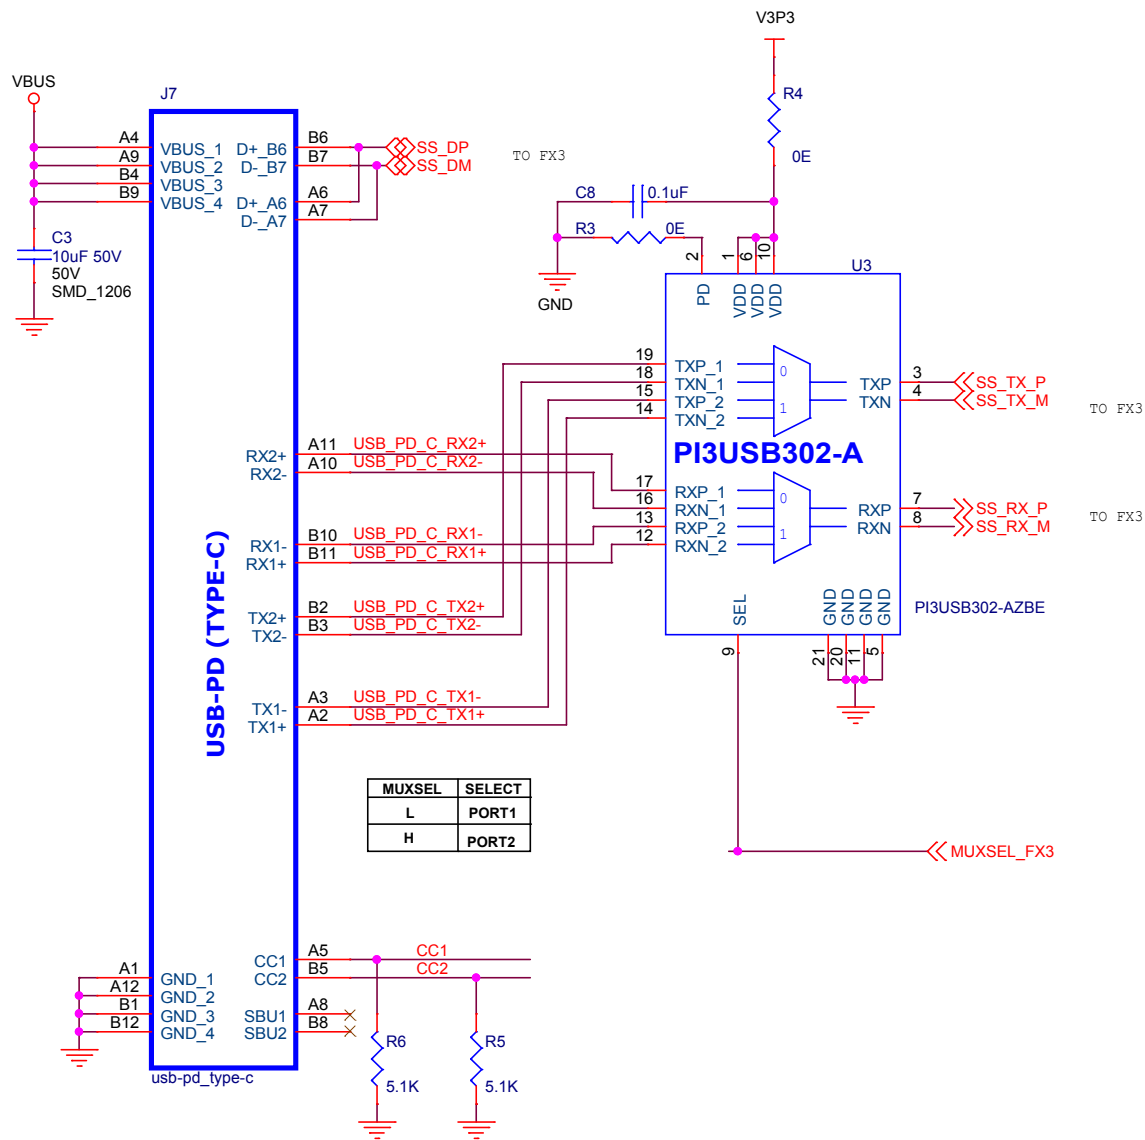 V3P3
R4
0E
VBUS
J7
A4
A9
B4
B9
VBUS_1
VBUS_2
VBUS_3
VBUS_4
D+_B6
D-_B7
D+_A6
D-_A7
B6
B7
A6
A7
SS_DP
SS_DM
TO FX3
C3
10uF 50V
50V
SMD_1206
C8
0.1uF
R3
0E
GND
2
1
6
10
U3
PD
VDD
VDD
VDD
19
18
15
14
TXP_1
TXN_1
TXP_2
TXN_2
0
1
TXP
TXN
3
4
SS_TX_P
SS_TX_M
TO FX3
PI3USB302-A
RX2+
RX2-
A11
A10
USB_PD_C_RX2+
USB_PD_C_RX2-
17
16
13
12
RXP_1
RXN_1
RXP_2
RXN_2
0
1
RXP
RXN
7
8
SS_RX_P
SS_RX_M
TO FX3
RX1-
RX1+
B10
B11
USB_PD_C_RX1-
USB_PD_C_RX1+
USB-PD (TYPE-C)
TX2+
TX2-
B2
B3
USB_PD_C_TX2+
USB_PD_C_TX2-
SEL
GND
GND
GND
GND
PI3USB302-AZBE
9
21
20
11
5
TX1-
TX1+
A3
A2
USB_PD_C_TX1-
USB_PD_C_TX1+
MUXSEL SELECT
L PORT1
H PORT2
MUXSEL_FX3
CC1
CC2
A5
B5
CC1
CC2
A1
A12
B1
B12
GND_1
GND_2
GND_3
GND_4
SBU1
SBU2
A8
B8
R6
5.1K
R5
5.1K
usb-pd_type-c